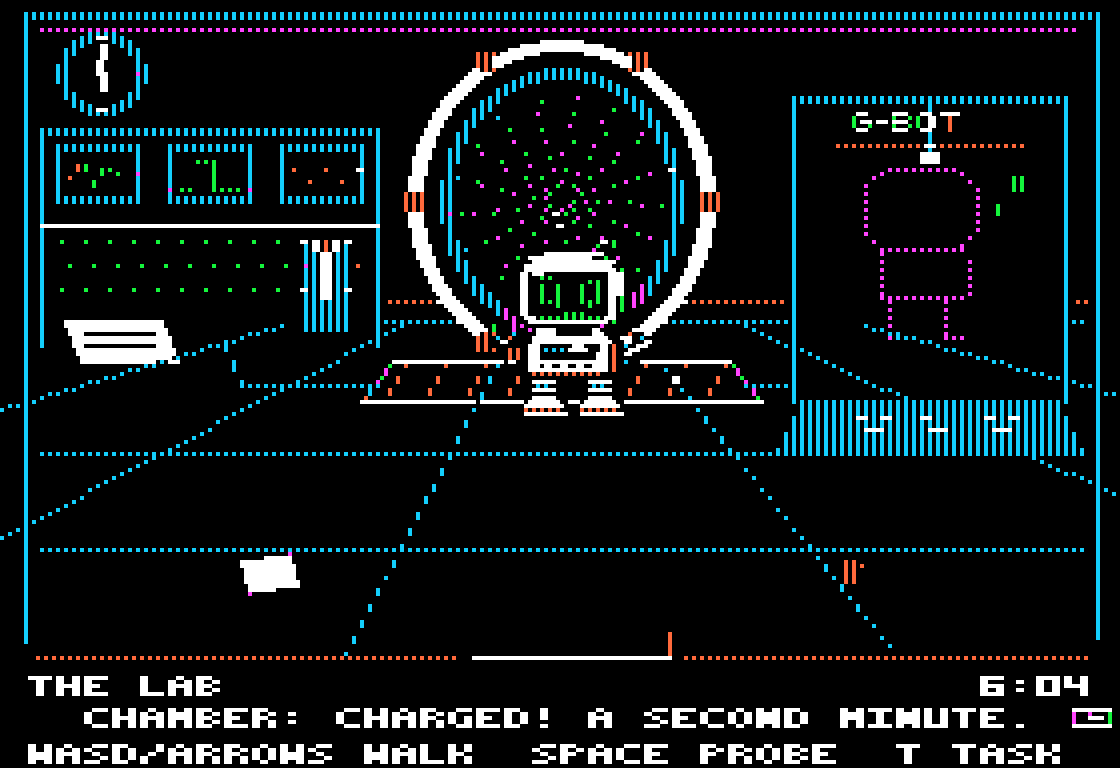 G-BOT
THE LAB 6:04
CHAMBER: CHARGED! A SECOND MINUTE.
WASD/ARROWS WALK SPACE PROBE T TASK